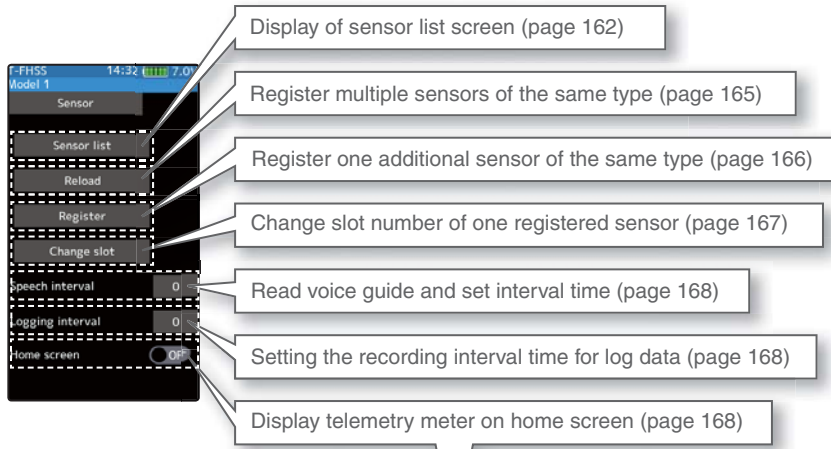 Display of sensor list screen (page 162)
T-FHSS 14:32 7.0V
Model 1
Sensor
Register multiple sensors of the same type (page 165)
Sensor list
Reload
Register one additional sensor of the same type (page 166)
Register
Change slot number of one registered sensor (page 167)
Change slot
Speech interval 0
Read voice guide and set interval time (page 168)
Logging interval 0
Setting the recording interval time for log data (page 168)
Home screen OFF
Display telemetry meter on home screen (page 168)